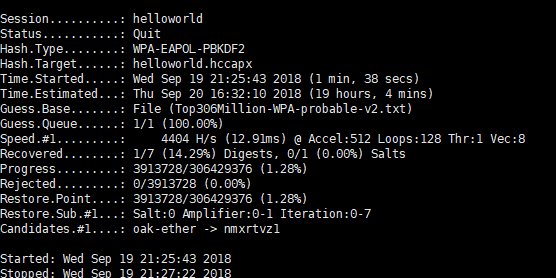 Session..........: helloworld
Status...........: Quit
Hash.Type........: WPA-EAPOL-PBKDF2
Hash.Target......: helloworld.hccapx
Time.Started.....: Wed Sep 19 21:25:43 2018 (1 min, 38 secs)
Time.Estimated...: Thu Sep 20 16:32:10 2018 (19 hours, 4 mins)
Guess.Base.......: File (Top306Million-WPA-probable-v2.txt)
Guess.Queue......: 1/1 (100.00%)
Speed.#1.........:     4404 H/s (12.91ms) @ Accel:512 Loops:128 Thr:1 Vec:8
Recovered........: 1/7 (14.29%) Digests, 0/1 (0.00%) Salts
Progress.........: 3913728/306429376 (1.28%)
Rejected.........: 0/3913728 (0.00%)
Restore.Point....: 3913728/306429376 (1.28%)
Restore.Sub.#1...: Salt:0 Amplifier:0-1 Iteration:0-7
Candidates.#1....: oak-ether -> nmxrtvz1
Started: Wed Sep 19 21:25:43 2018
Stopped: Wed Sep 19 21:27:22 2018